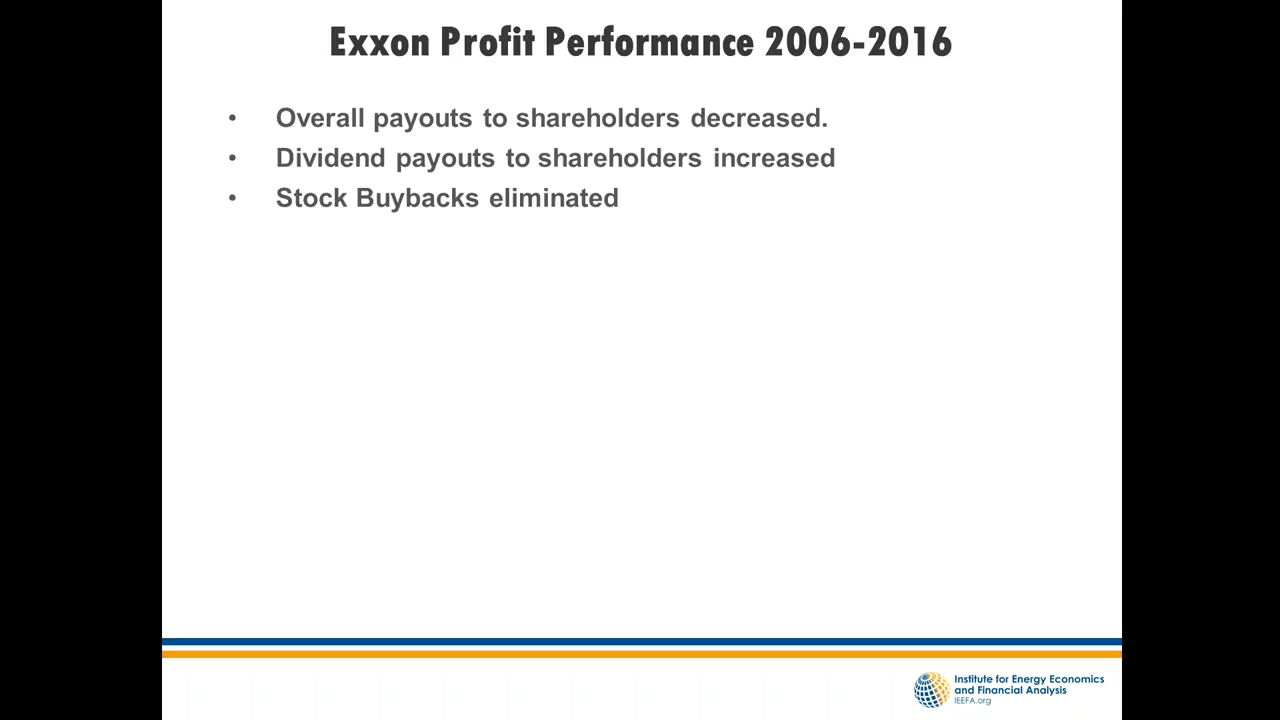 Exxon Profit Performance 2006-2016
• Overall payouts to shareholders decreased.
• Dividend payouts to shareholders increased
• Stock Buybacks eliminated
Institute for Energy Economics
and Financial Analysis
IEEFA.org